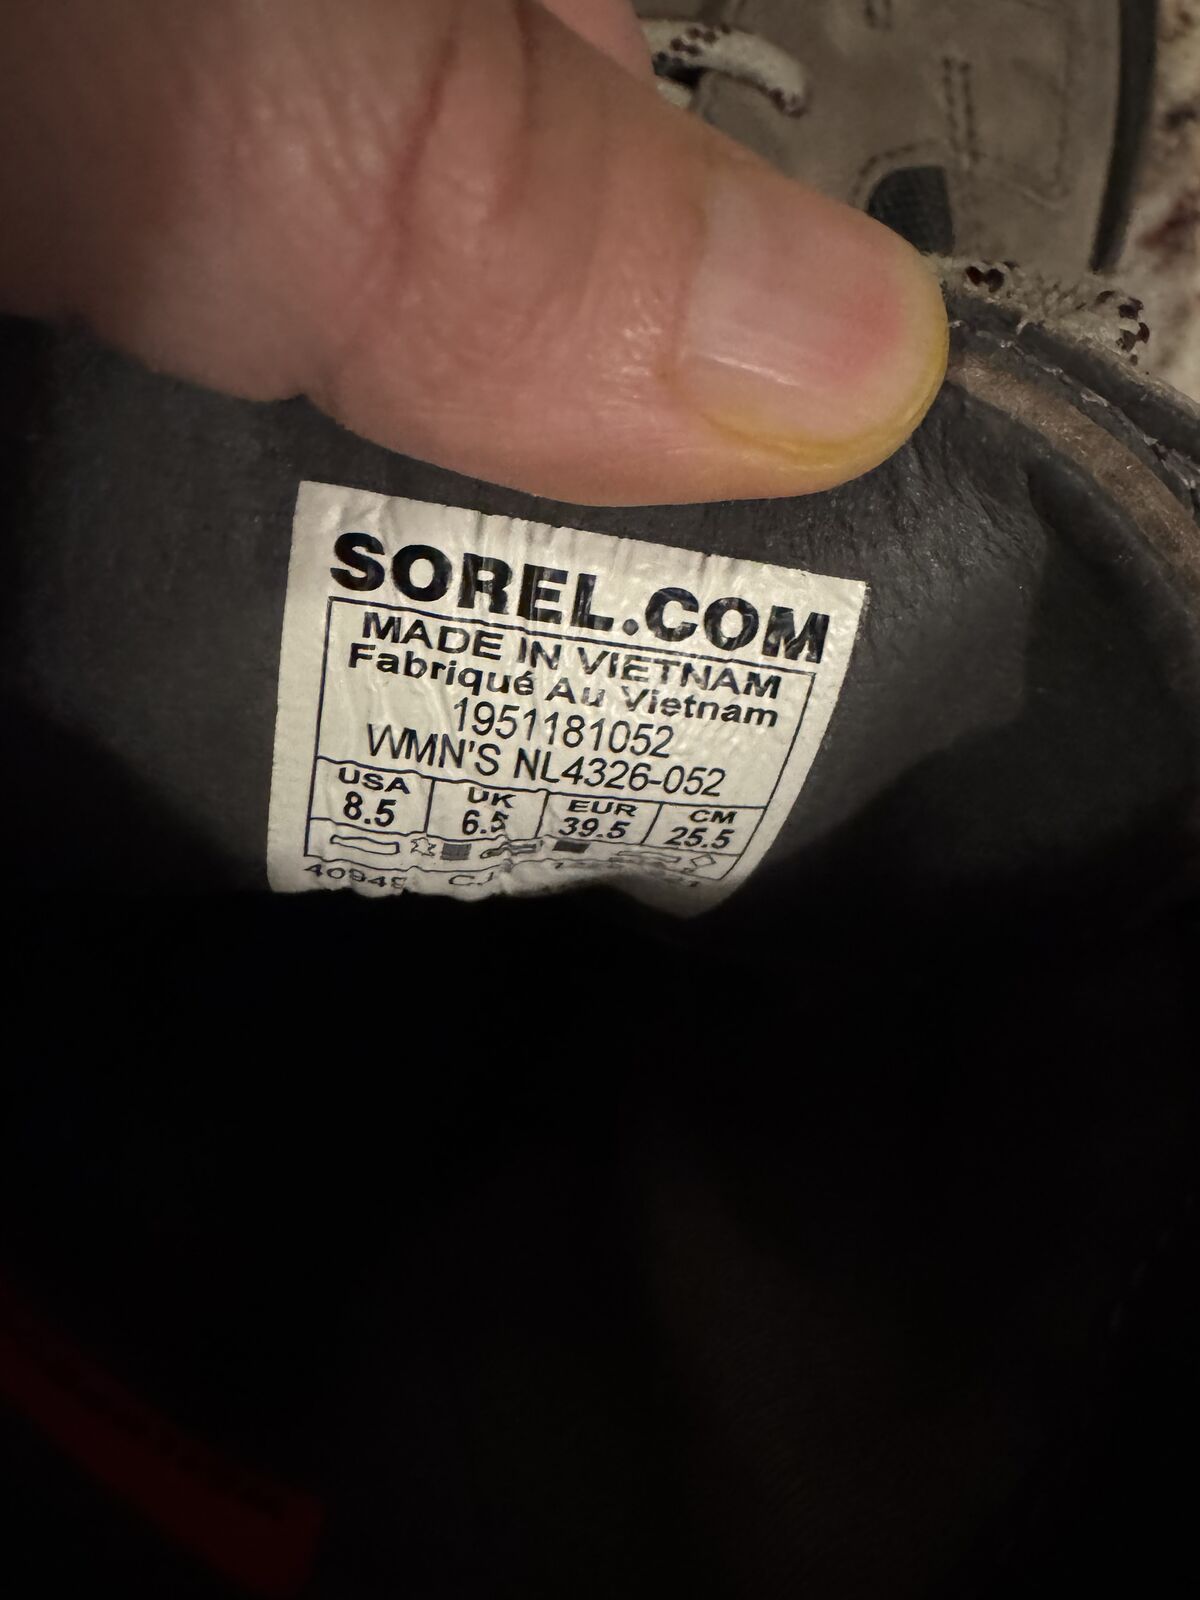 SOREL.COM
MADE IN VIETNAM
Fabriqué Au Vietnam
1951181052
WMN'S NL4326-052
USA UK EUR CM
8.5 6.5 39.5 25.5